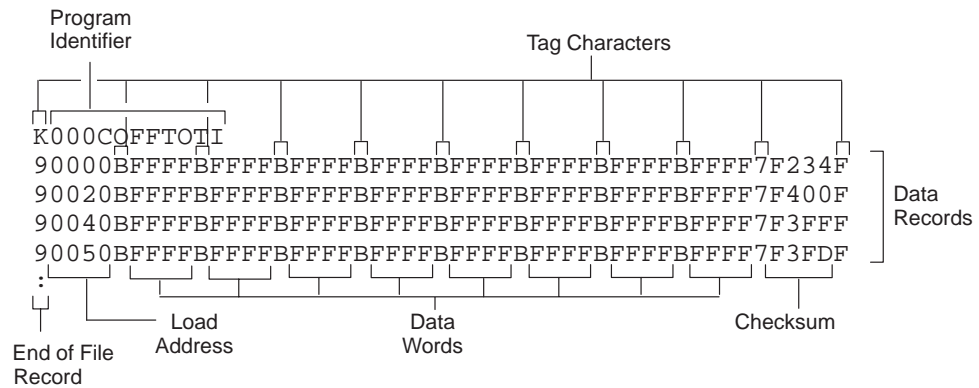 Program
Identifier
Tag Characters
K000COFFTOTI
90000BFFFFBFFFFBFFFFBFFFFBFFFFBFFFFBFFFFBFFFF7F234F
90020BFFFFBFFFFBFFFFBFFFFBFFFFBFFFFBFFFFBFFFF7F400F
90040BFFFFBFFFFBFFFFBFFFFBFFFFBFFFFBFFFFBFFFF7F3FFF
90050BFFFFBFFFFBFFFFBFFFFBFFFFBFFFFBFFFFBFFFF7F3FDF
:
Data
Records
Load
Address
Data
Words
Checksum
End of File
Record